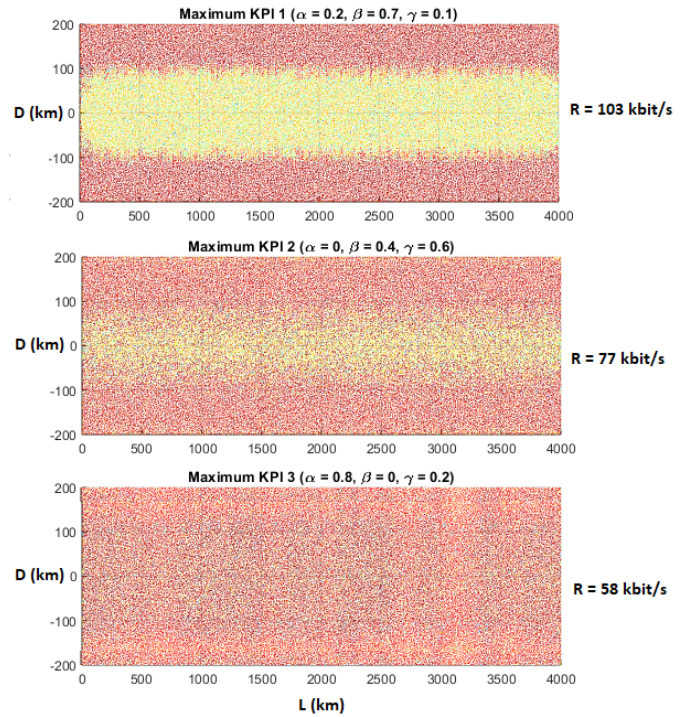 Maximum KPI 1 (α = 0.2, β = 0.7, γ = 0.1)
200
100
D (km) 0
-100
-200
0 500 1000 1500 2000 2500 3000 3500 4000
R = 103 kbit/s
Maximum KPI 2 (α = 0, β = 0.4, γ = 0.6)
200
100
D (km) 0
-100
-200
0 500 1000 1500 2000 2500 3000 3500 4000
R = 77 kbit/s
Maximum KPI 3 (α = 0.8, β = 0, γ = 0.2)
200
100
D (km) 0
-100
-200
0 500 1000 1500 2000 2500 3000 3500 4000
R = 58 kbit/s
L (km)